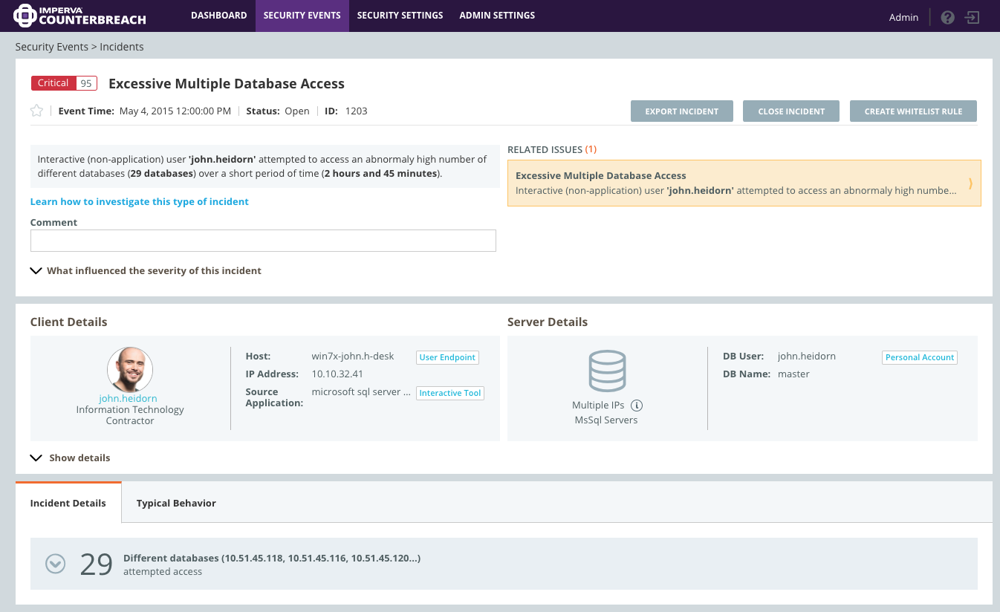 IMPERVA
COUNTERBREACH
DASHBOARD SECURITY EVENTS SECURITY SETTINGS ADMIN SETTINGS
Admin
Security Events > Incidents
Critical 95 Excessive Multiple Database Access
Event Time: May 4, 2015 12:00:00 PM Status: Open ID: 1203
EXPORT INCIDENT CLOSE INCIDENT CREATE WHITELIST RULE
Interactive (non-application) user 'john.heidorn' attempted to access an abnormaly high number of
different databases (29 databases) over a short period of time (2 hours and 45 minutes).
Learn how to investigate this type of incident
Comment
What influenced the severity of this incident
RELATED ISSUES (1)
Excessive Multiple Database Access
Interactive (non-application) user 'john.heidorn' attempted to access an abnormaly high numbe...
Client Details
john.heidorn
Information Technology
Contractor
Host: win7x-john.h-desk User Endpoint
IP Address: 10.10.32.41
Source microsoft sql server ... Interactive Tool
Application:
Server Details
Multiple IPs i
MsSql Servers
DB User: john.heidorn Personal Account
DB Name: master
Show details
Incident Details Typical Behavior
29 Different databases (10.51.45.118, 10.51.45.116, 10.51.45.120...)
attempted access